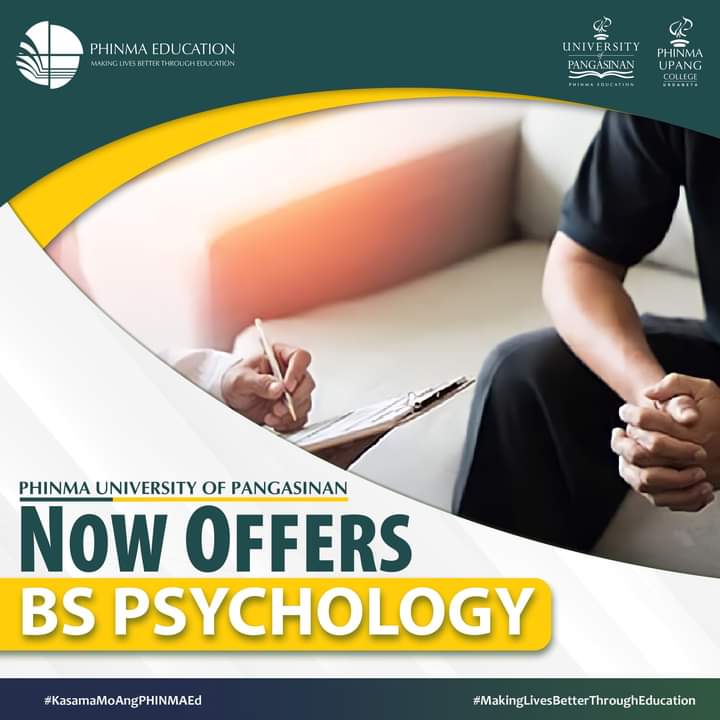 PHINMA EDUCATION
MAKING LIVES BETTER THROUGH EDUCATION
UNIVERSITY
OF
PANGASINAN
PHINMA EDUCATION
PHINMA
UPANG
COLLEGE
URDANETA
PHINMA UNIVERSITY OF PANGASINAN
NOW OFFERS
BS PSYCHOLOGY
#KasamaMoAngPHINMAEd
#MakingLivesBetterThroughEducation